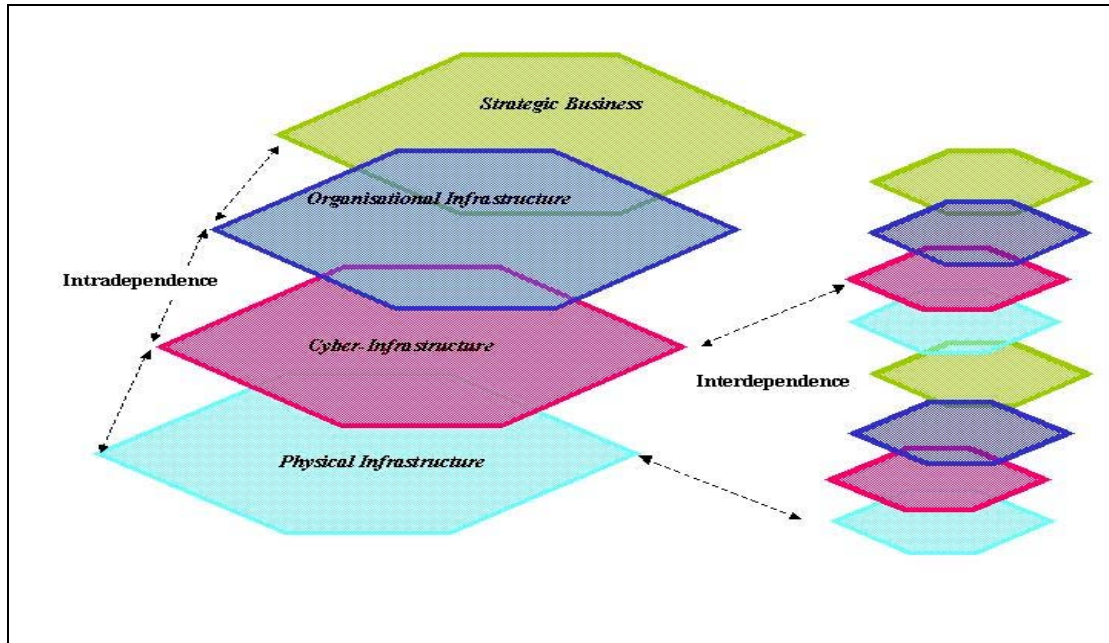 Strategic Business
Organisational Infrastructure
Intradependence
Cyber-Infrastructure
Interdependence
Physical Infrastructure